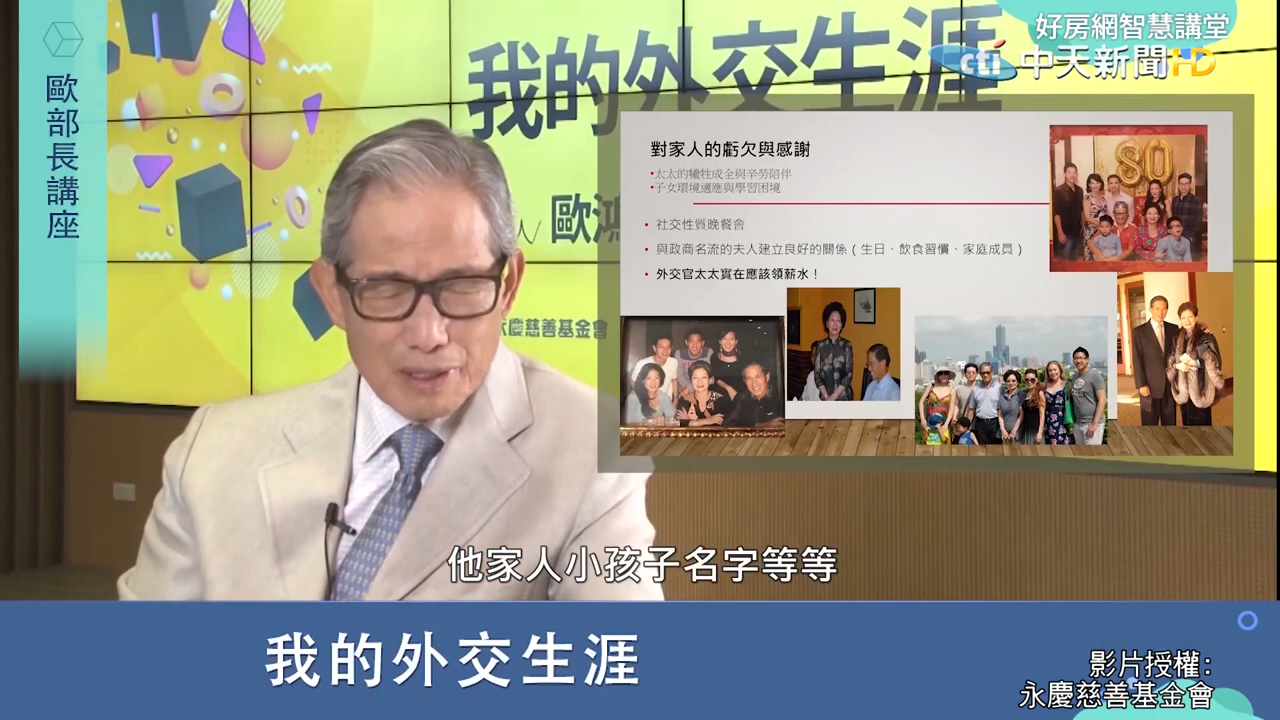 歐部長講座
我的外交生涯
人/歐鴻
永慶慈善基金會
好房網智慧講堂
cti 中天新聞HD
對家人的虧欠與感謝
•太太的犧牲成全與辛勞陪伴
•子女環境適應與學習困境
• 社交性質晚餐會
• 與政商名流的夫人建立良好的關係（生日、飲食習慣、家庭成員）
• 外交官太太實在應該領薪水！
80
他家人小孩子名字等等
我的外交生涯
影片授權:
永慶慈善基金會